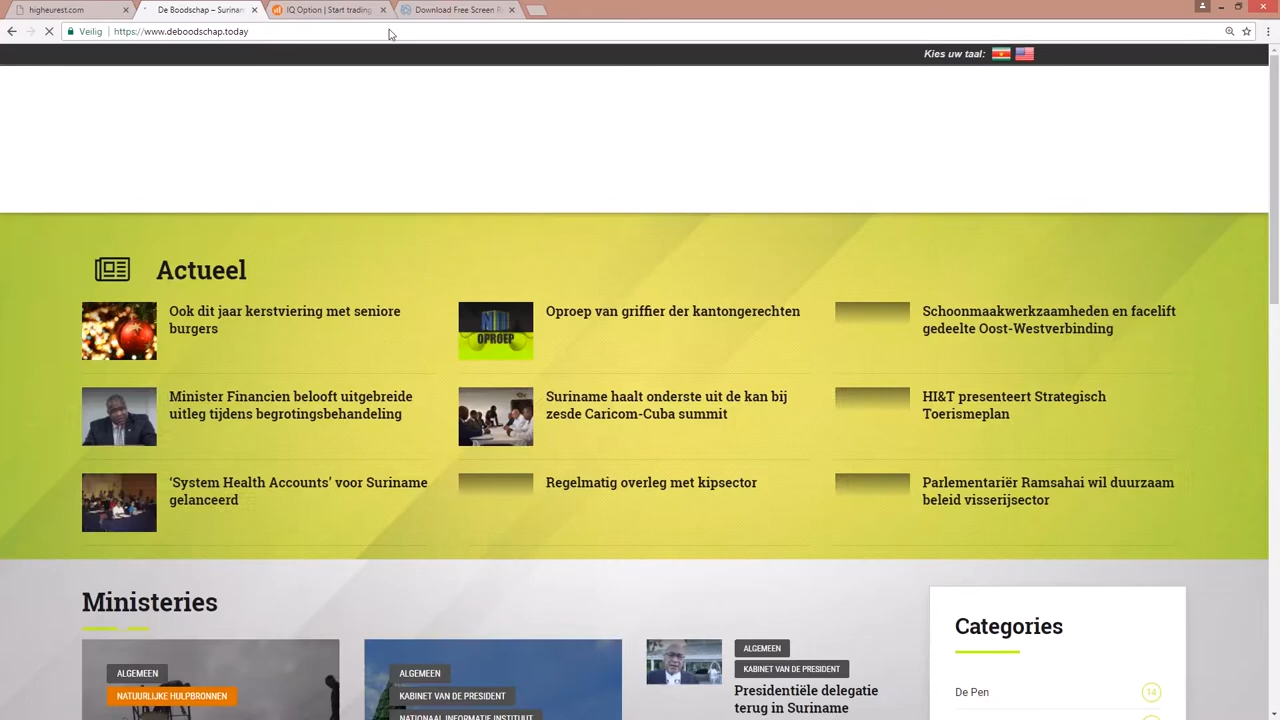 higheurest.com
De Boodschap – Surinam
IQ Option | Start trading
Download Free Screen R
Veilig
https://www.deboodschap.today
Kies uw taal:
Actueel
Ook dit jaar kerstviering met seniore
burgers
Oproep van griffier der kantongerechten
OPROEP
Schoonmaakwerkzaamheden en facelift
gedeelte Oost-Westverbinding
Minister Financien belooft uitgebreide
uitleg tijdens begrotingsbehandeling
Suriname haalt onderste uit de kan bij
zesde Caricom-Cuba summit
HI&T presenteert Strategisch
Toerismeplan
‘System Health Accounts’ voor Suriname
gelanceerd
Regelmatig overleg met kipsector
Parlementariër Ramsahai wil duurzaam
beleid visserijsector
Ministeries
Categories
ALGEMEEN
NATUURLIJKE HULPBRONNEN
ALGEMEEN
KABINET VAN DE PRESIDENT
NATIONAAL INFORMATIE INSTITUUT
ALGEMEEN
KABINET VAN DE PRESIDENT
Presidentiële delegatie
terug in Suriname
De Pen
14